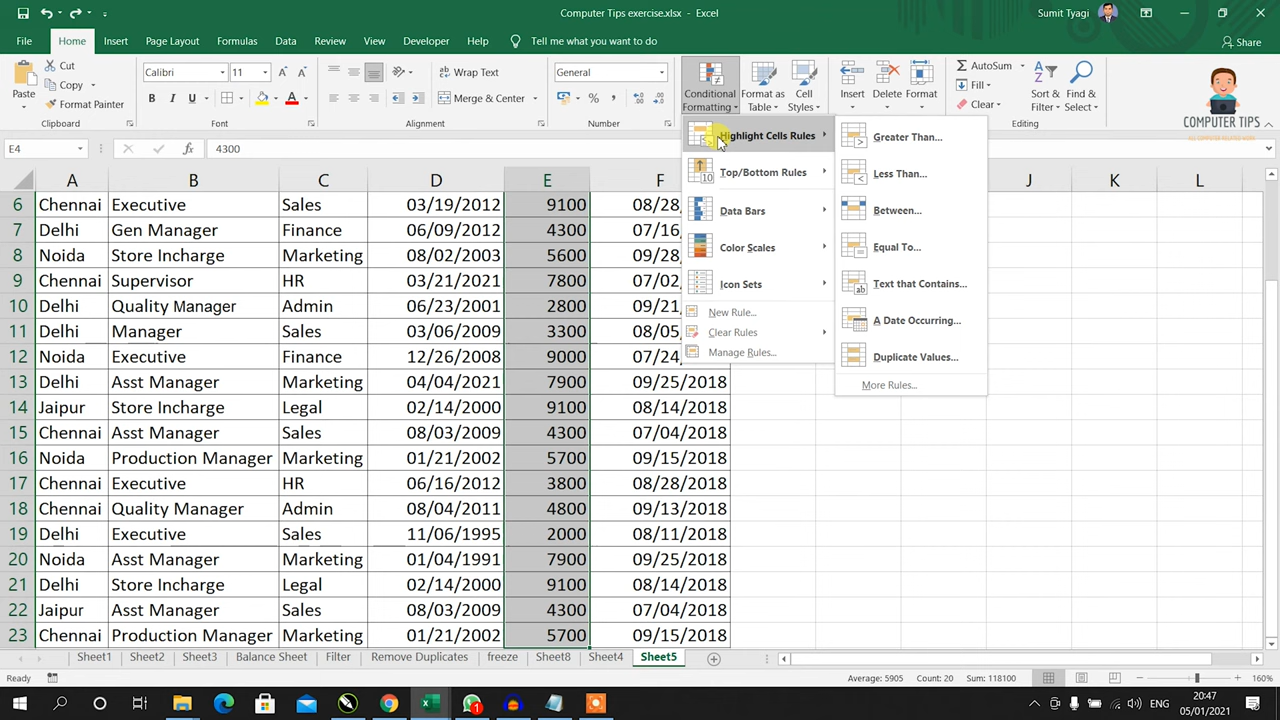 Computer Tips exercise.xlsx - Excel
Sumit Tyagi
File Home Insert Page Layout Formulas Data Review View Developer Help Tell me what you want to do Share
Paste
Cut
Copy
Format Painter
Clipboard
Calibri 11
B I U
Font
Wrap Text
Merge & Center
Alignment
General
Number
Conditional Formatting
Format as Table
Cell Styles
Insert
Delete
Format
AutoSum
Fill
Clear
Sort & Filter
Find & Select
Editing
COMPUTER TIPS
E4 fx 4300
Highlight Cells Rules
Top/Bottom Rules
Data Bars
Color Scales
Icon Sets
New Rule...
Clear Rules
Manage Rules...
Greater Than...
Less Than...
Between...
Equal To...
Text that Contains...
A Date Occurring...
Duplicate Values...
More Rules...
A B C D E F J K L
6 Chennai Executive Sales 03/19/2012 9100 08/28/
7 Delhi Gen Manager Finance 06/09/2012 4300 07/16/
8 Noida Store Incharge Marketing 08/02/2003 5600 09/28/
9 Chennai Supervisor HR 03/21/2021 7800 07/02/
10 Delhi Quality Manager Admin 06/23/2001 2800 09/21/
11 Delhi Manager Sales 03/06/2009 3300 08/05/
12 Noida Executive Finance 12/26/2008 9000 07/24/
13 Delhi Asst Manager Marketing 04/04/2021 7900 09/25/2018
14 Jaipur Store Incharge Legal 02/14/2000 9100 08/14/2018
15 Chennai Asst Manager Sales 08/03/2009 4300 07/04/2018
16 Noida Production Manager Marketing 01/21/2002 5700 09/15/2018
17 Chennai Executive HR 06/16/2012 3800 08/28/2018
18 Chennai Quality Manager Admin 08/04/2011 4800 09/13/2018
19 Delhi Executive Sales 11/06/1995 2000 08/11/2018
20 Noida Asst Manager Marketing 01/04/1991 7900 09/25/2018
21 Delhi Store Incharge Legal 02/14/2000 9100 08/14/2018
22 Jaipur Asst Manager Sales 08/03/2009 4300 07/04/2018
23 Chennai Production Manager Marketing 01/21/2002 5700 09/15/2018
Sheet1 Sheet2 Sheet3 Balance Sheet Filter Remove Duplicates freeze Sheet8 Sheet4 Sheet5
Ready Average: 5905 Count: 20 Sum: 118100 160%
ENG 20:47
05/01/2021